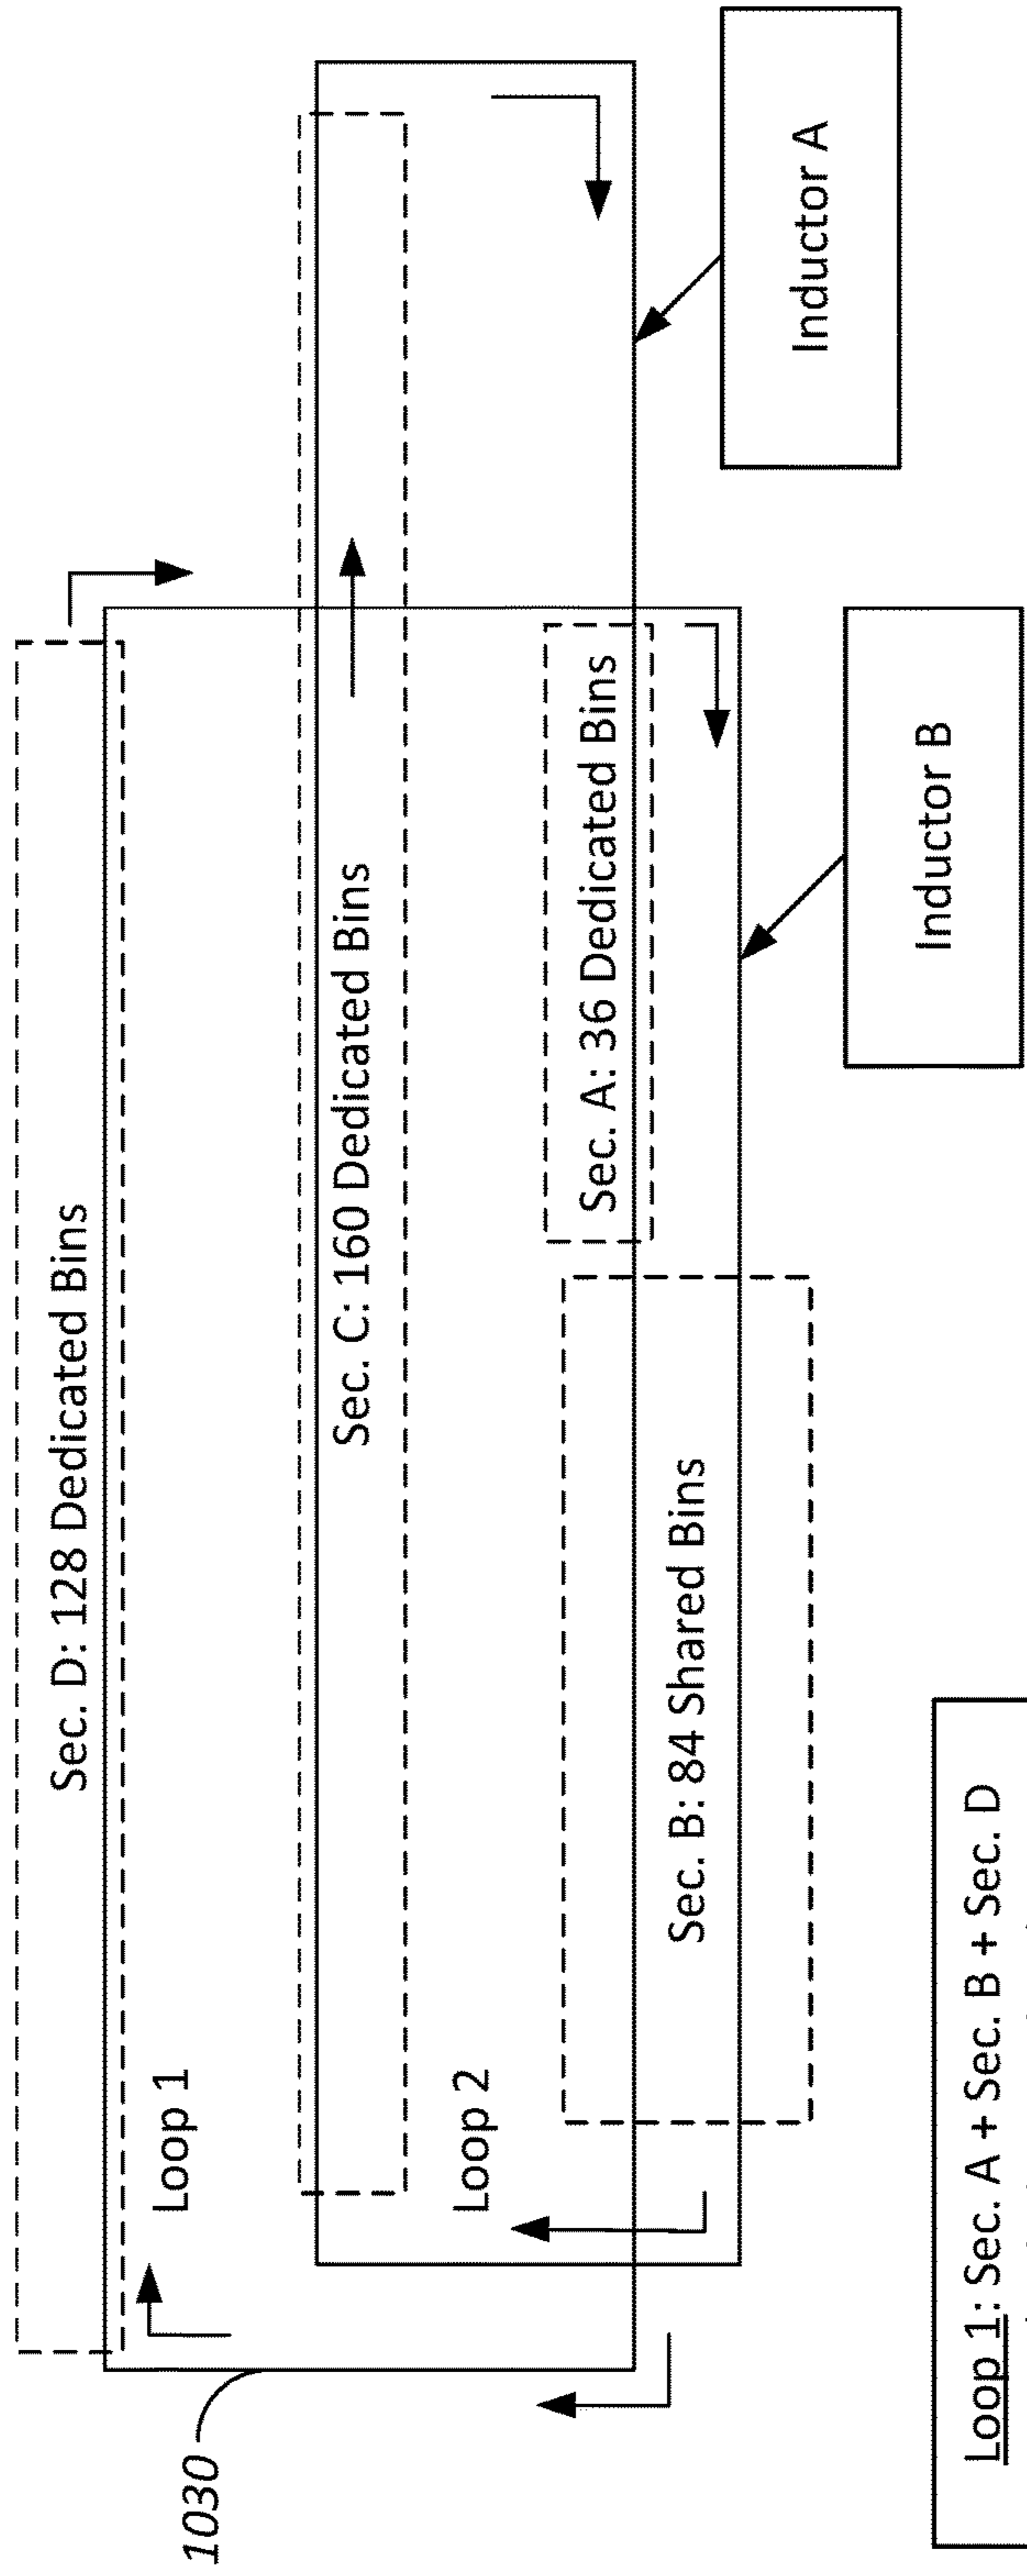 Sec. D: 128 Dedicated Bins
Loop 1
Sec. C: 160 Dedicated Bins
Loop 2
Sec. A: 36 Dedicated Bins
Sec. B: 84 Shared Bins
Inductor A
Inductor B
1030
Loop 1: Sec. A + Sec. B + Sec. D